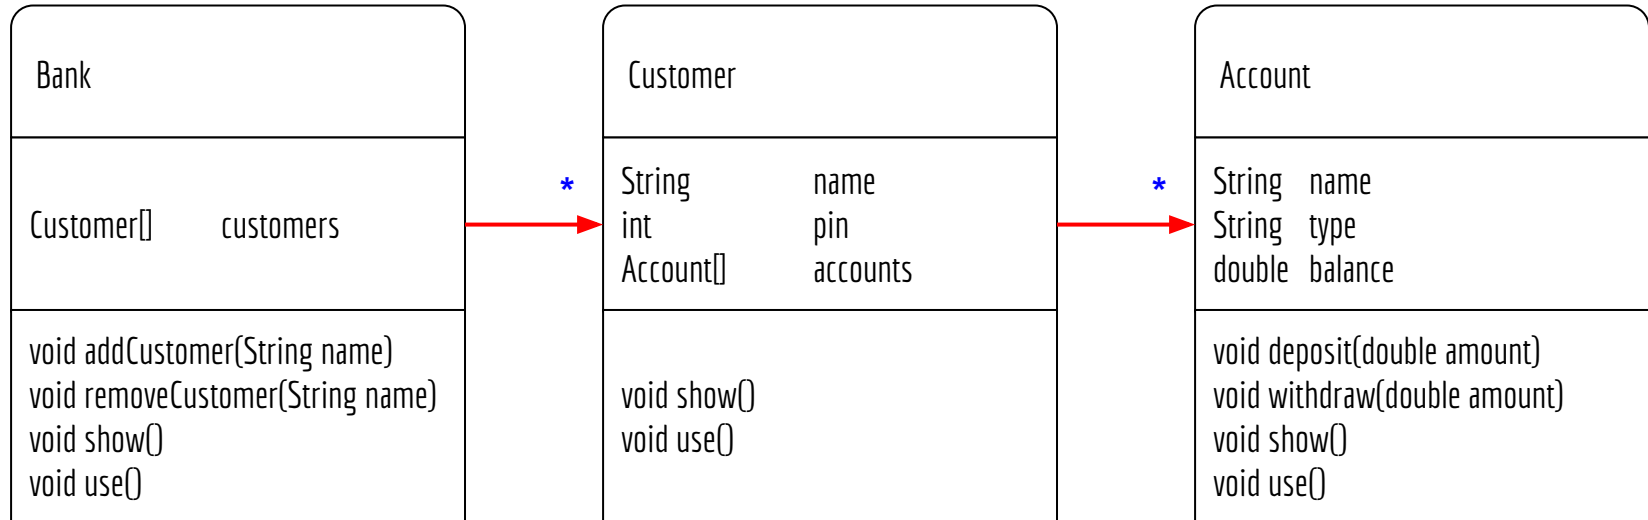 Bank
Customer[] customers
void addCustomer(String name)
void removeCustomer(String name)
void show()
void use()
*
Customer
String name
int pin
Account[] accounts
void show()
void use()
*
Account
String name
String type
double balance
void deposit(double amount)
void withdraw(double amount)
void show()
void use()